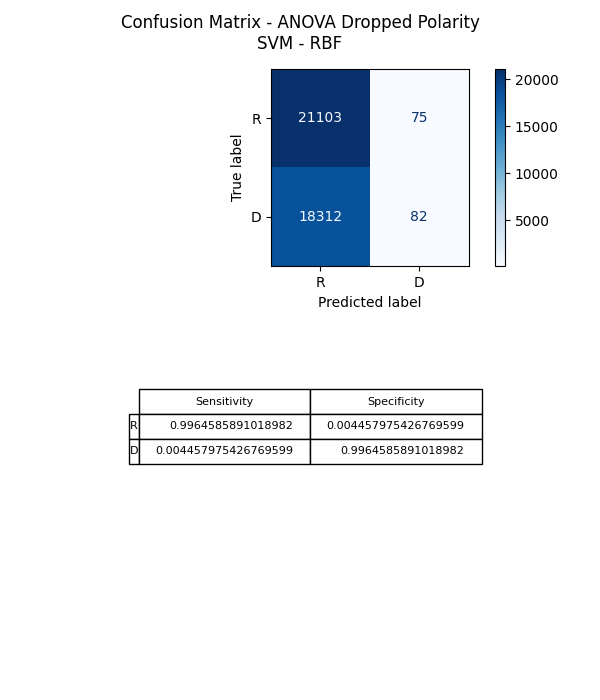 Confusion Matrix - ANOVA Dropped Polarity
SVM - RBF
20000
R 21103 75
15000
True label
10000
D 18312 82
5000
R D
Predicted label
Sensitivity Specificity
R 0.9964585891018982 0.004457975426769599
D 0.004457975426769599 0.9964585891018982